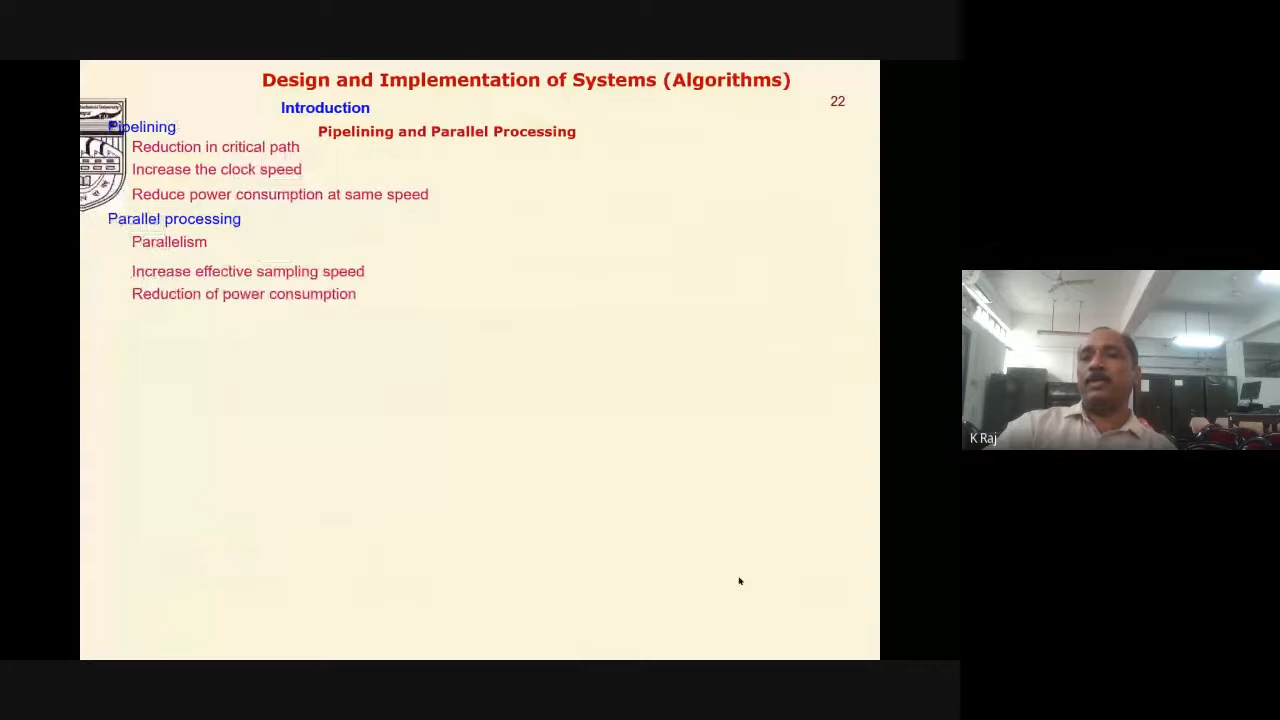 Design and Implementation of Systems (Algorithms)
Introduction
22
Pipelining
Pipelining and Parallel Processing
Reduction in critical path
Increase the clock speed
Reduce power consumption at same speed
Parallel processing
Parallelism
Increase effective sampling speed
Reduction of power consumption
K Raj